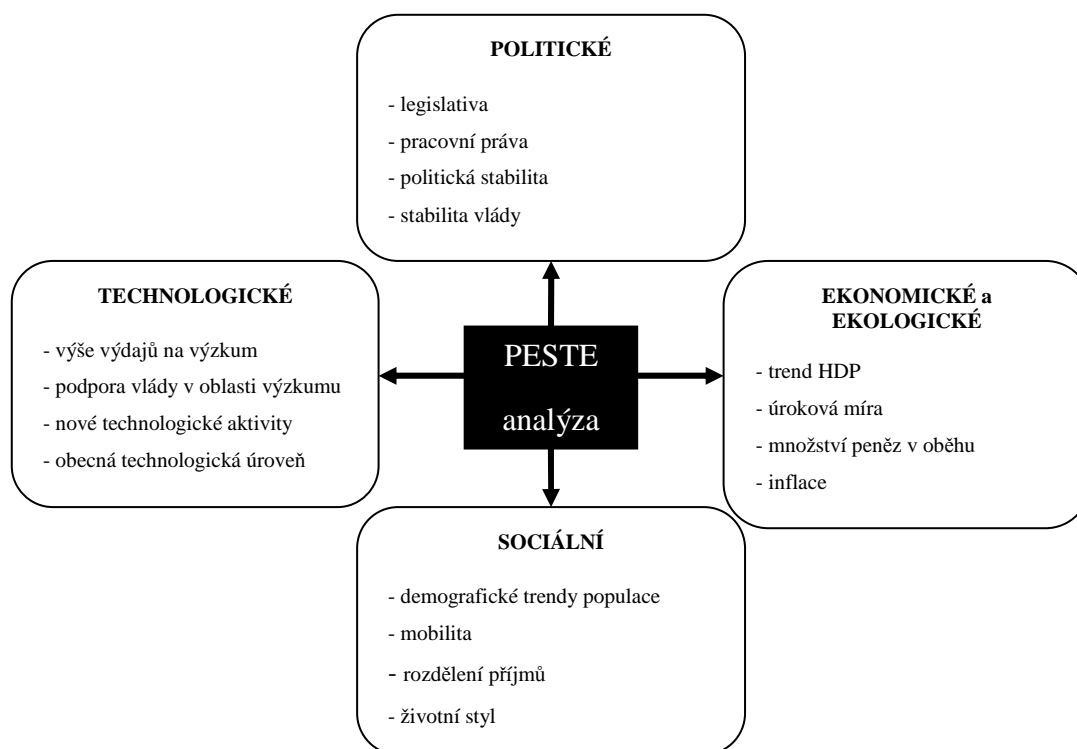 POLITICKÉ
- legislativa
- pracovní práva
- politická stabilita
- stabilita vlády
TECHNOLOGICKÉ
- výše výdajů na výzkum
- podpora vlády v oblasti výzkumu
- nové technologické aktivity
- obecná technologická úroveň
PESTE
analýza
EKONOMICKÉ a
EKOLOGICKÉ
- trend HDP
- úroková míra
- množství peněz v oběhu
- inflace
SOCIÁLNÍ
- demografické trendy populace
- mobilita
- rozdělení příjmů
- životní styl